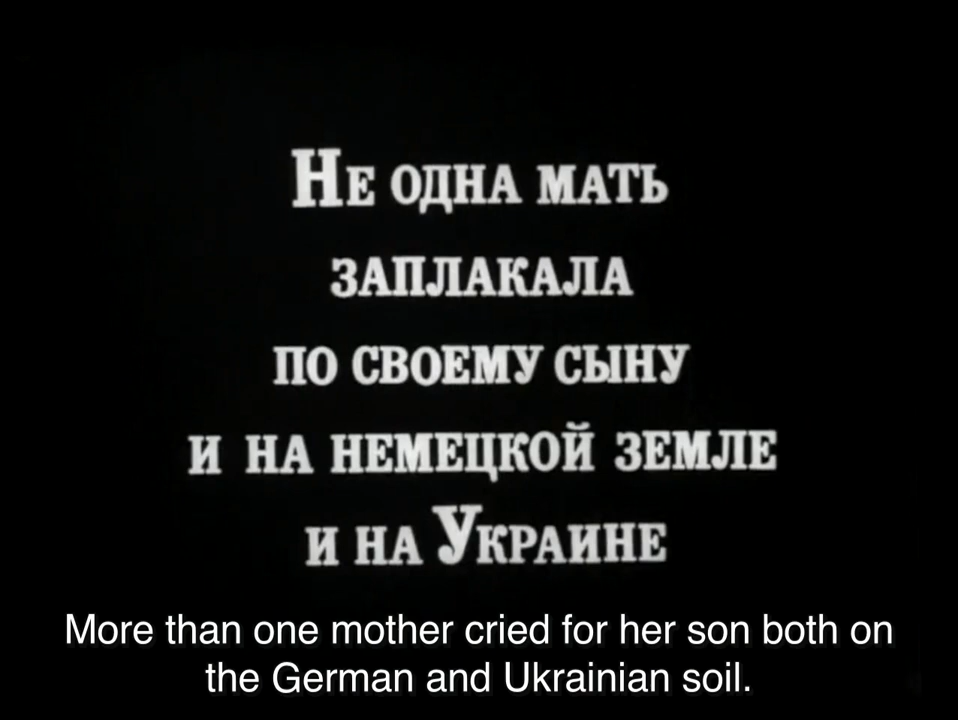 Не одна мать
заплакала
по своему сыну
и на немецкой земле
и на Украине
More than one mother cried for her son both on
the German and Ukrainian soil.